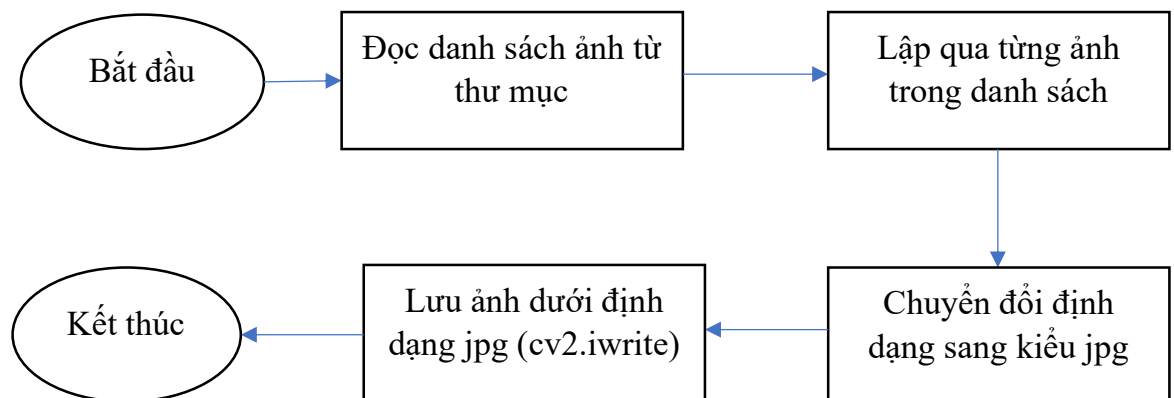 Bắt đầu
Đọc danh sách ảnh từ
thư mục
Lập qua từng ảnh
trong danh sách
Chuyển đổi định
dạng sang kiểu jpg
Lưu ảnh dưới định
dạng jpg (cv2.iwrite)
Kết thúc